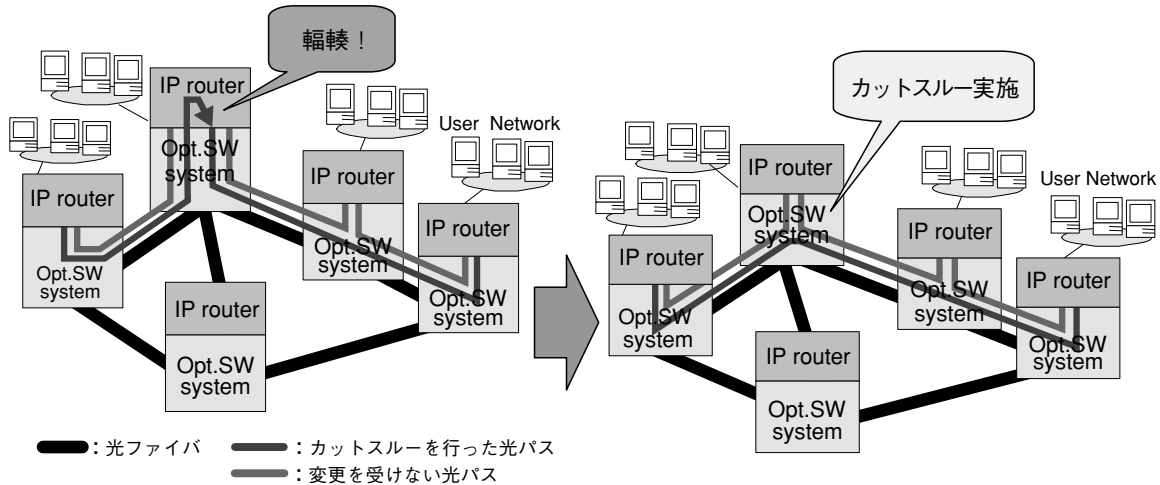 輻輳！
IP router
Opt.SW
system
IP router
Opt.SW
system
IP router
Opt.SW
system
User Network
IP router
Opt.SW
system
IP router
Opt.SW
system
カットスルー実施
IP router
Opt.SW
system
IP router
Opt.SW
system
IP router
Opt.SW
system
User Network
IP router
Opt.SW
system
IP router
Opt.SW
system
：光ファイバ
：カットスルーを行った光パス
：変更を受けない光パス